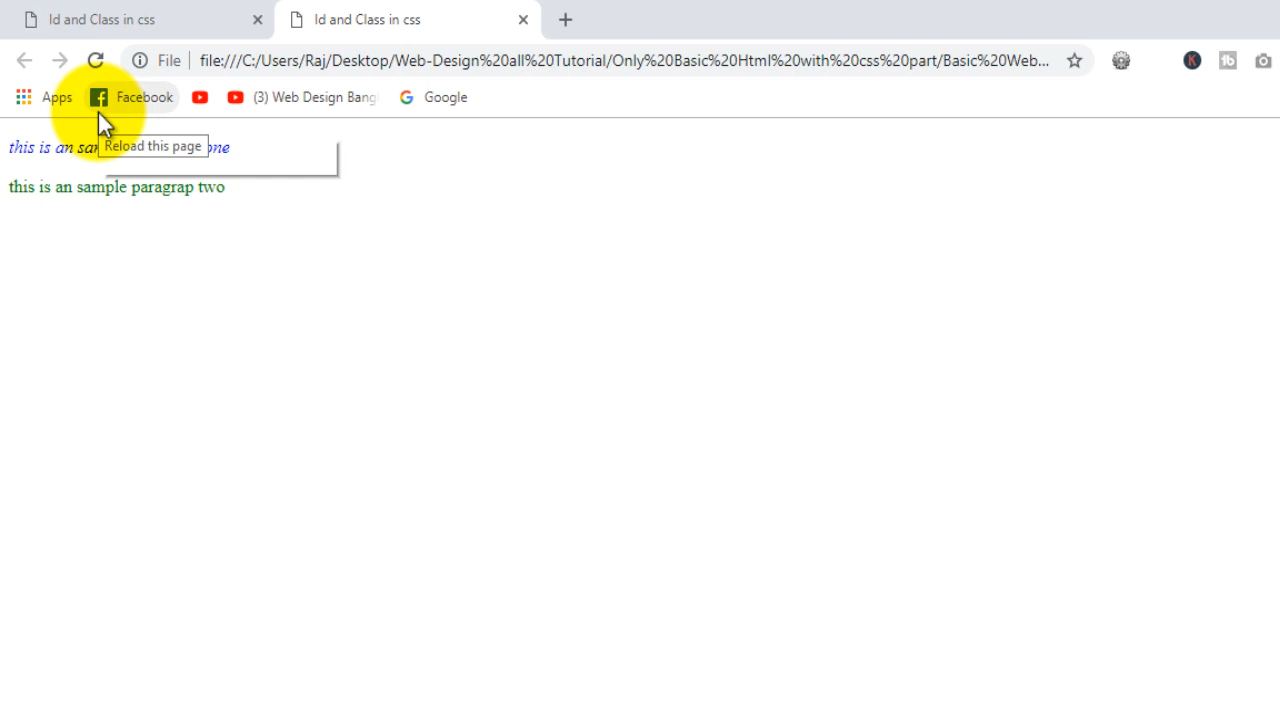 Id and Class in css
Id and Class in css
File
file:///C:/Users/Raj/Desktop/Web-Design%20all%20Tutorial/Only%20Basic%20Html%20with%20css%20part/Basic%20Web...
Apps
Facebook
(3) Web Design Bang
Google
this is an sa one
Reload this page
this is an sample paragrap two